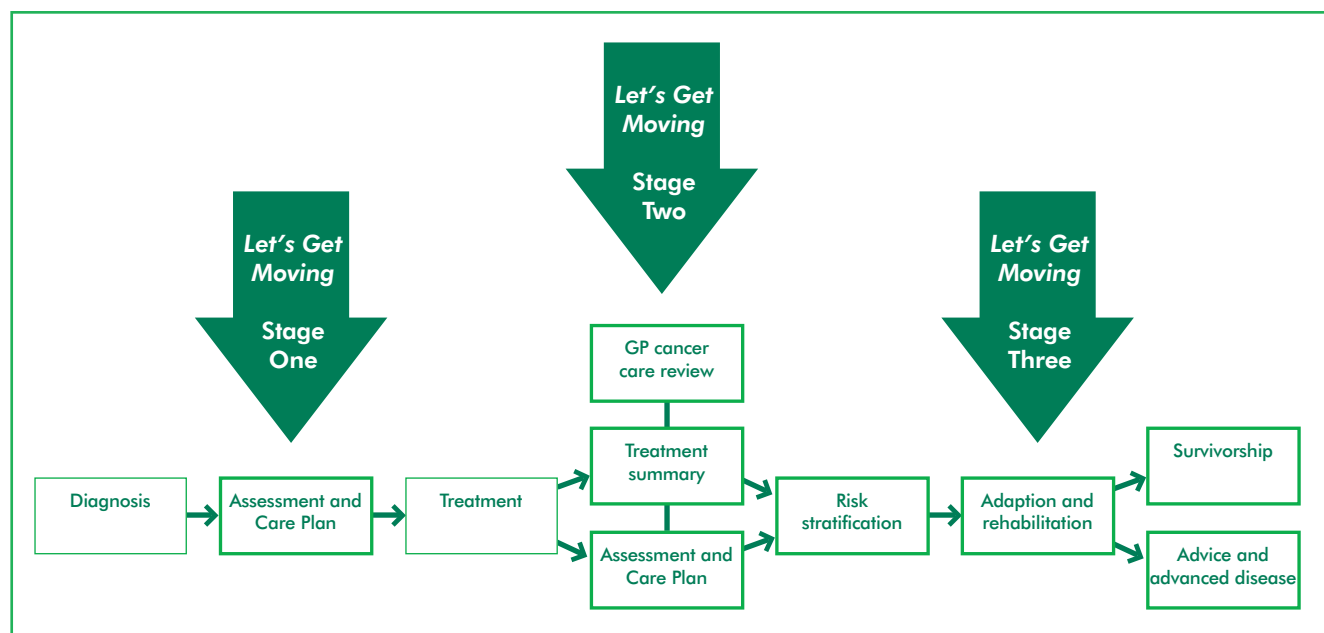 Let's Get
Moving
Stage
Two
Let's Get
Moving
Stage
One
Let's Get
Moving
Stage
Three
GP cancer
care review
Diagnosis
Assessment and
Care Plan
Treatment
Treatment
summary
Assessment and
Care Plan
Risk
stratification
Adaption and
rehabilitation
Survivorship
Advice and
advanced disease